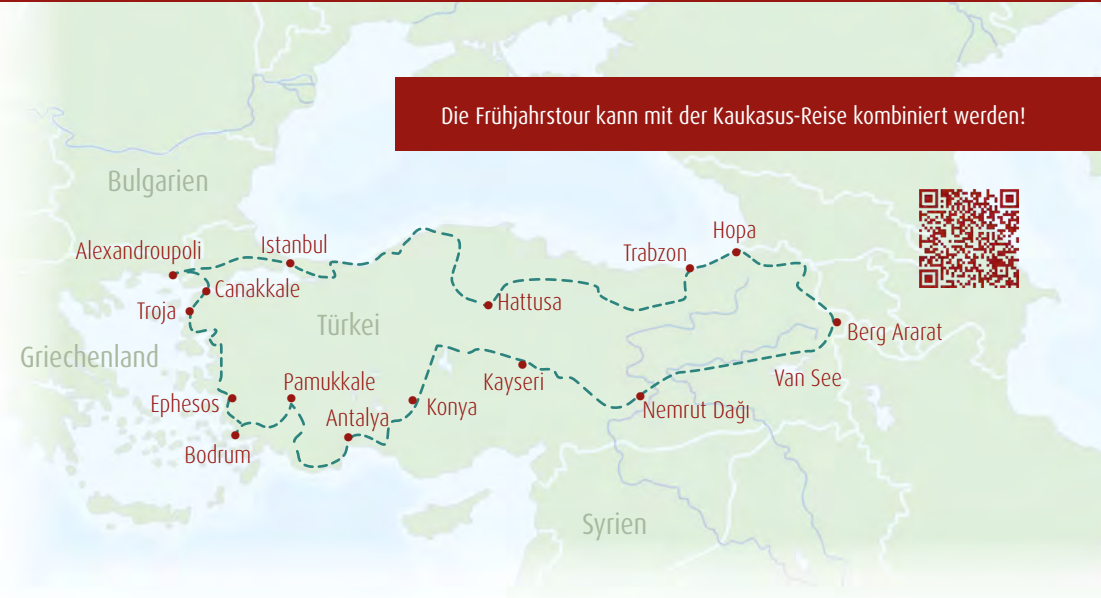 Die Frühjahrstour kann mit der Kaukasus-Reise kombiniert werden!
Bulgarien
Hopa
Alexandroupoli
Istanbul
Trabzon
Canakkale
Hattusa
Troja
Türkei
Berg Ararat
Griechenland
Van See
Pamukkale
Kayseri
Ephesos
Antalya
Konya
Nemrut Dağı
Bodrum
Syrien